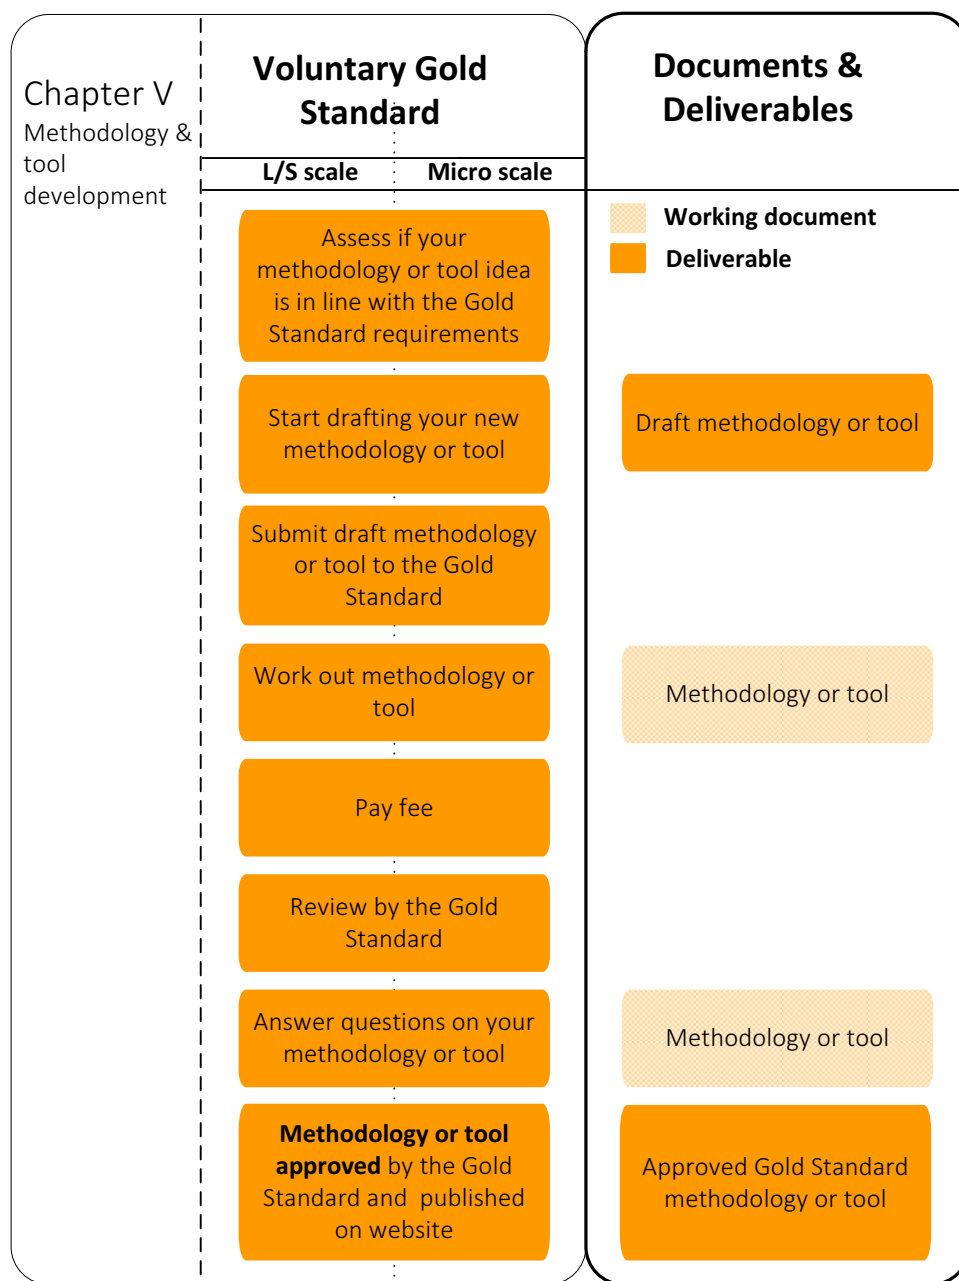 Chapter V
Methodology &
tool
development
Voluntary Gold
Standard
L/S scale
Micro scale
Assess if your
methodology or tool idea
is in line with the Gold
Standard requirements
Start drafting your new
methodology or tool
Submit draft methodology
or tool to the Gold
Standard
Work out methodology or
tool
Pay fee
Review by the Gold
Standard
Answer questions on your
methodology or tool
Methodology or tool
approved by the Gold
Standard and published
on website
Documents &
Deliverables
Working document
Deliverable
Draft methodology or tool
Methodology or tool
Methodology or tool
Approved Gold Standard
methodology or tool